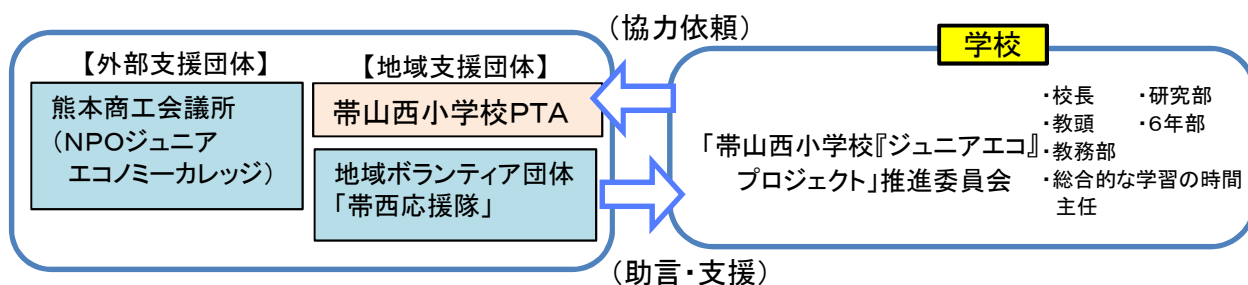 (協力依頼)
【外部支援団体】
熊本商工会議所
(NPOジュニア
エコノミーカレッジ)
【地域支援団体】
帯山西小学校PTA
地域ボランティア団体
「帯西応援隊」
(助言・支援)
学校
「帯山西小学校『ジュニアエコ』
プロジェクト」推進委員会
・校長 ・研究部
・教頭 ・6年部
・教務部
・総合的な学習の時間
主任